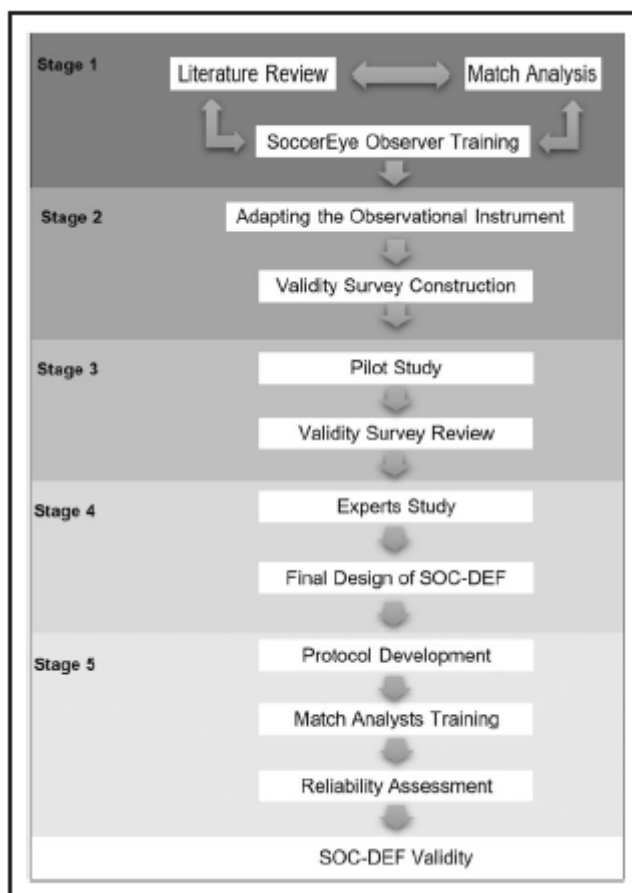 Stage 1
Literature Review
Match Analysis
SoccerEye Observer Training
Stage 2
Adapting the Observational Instrument
Validity Survey Construction
Stage 3
Pilot Study
Validity Survey Review
Stage 4
Experts Study
Final Design of SOC-DEF
Stage 5
Protocol Development
Match Analysts Training
Reliability Assessment
SOC-DEF Validity